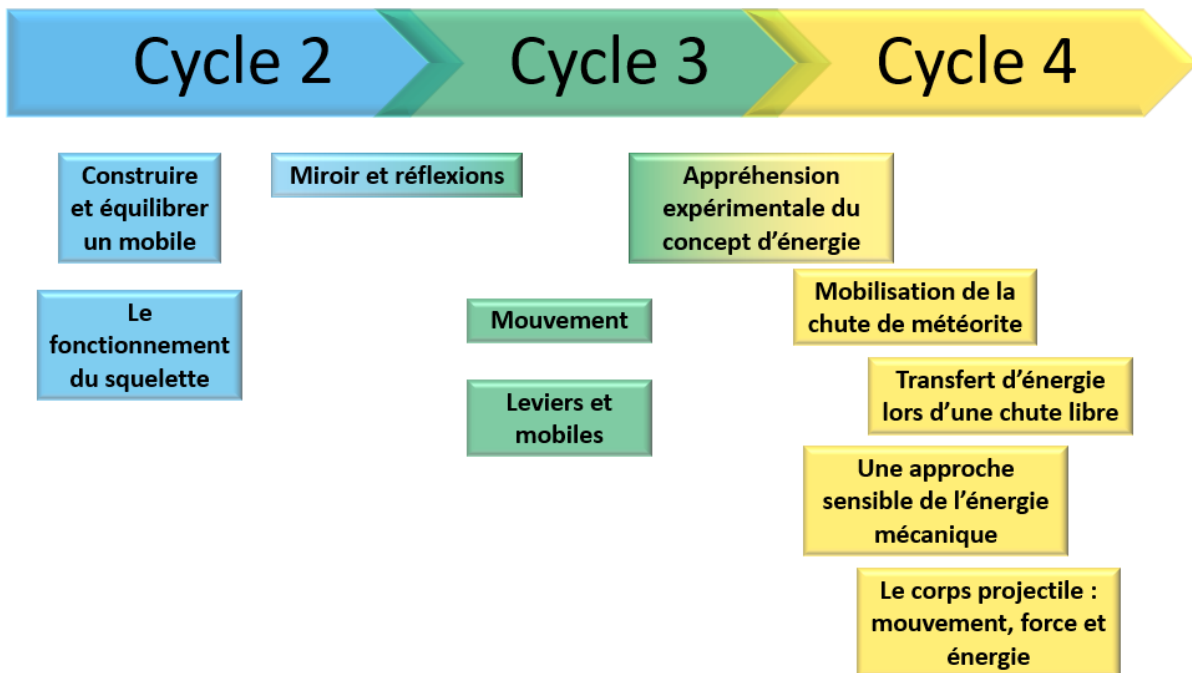 Cycle 2
Cycle 3
Cycle 4
Construire
et équilibrer
un mobile
Miroir et réflexions
Appréhension
expérimentale du
concept d’énergie
Le
fonctionnement
du squelette
Mouvement
Leviers et
mobiles
Mobilisation de la
chute de météorite
Transfert d’énergie
lors d’une chute libre
Une approche
sensible de l’énergie
mécanique
Le corps projectile :
mouvement, force et
énergie